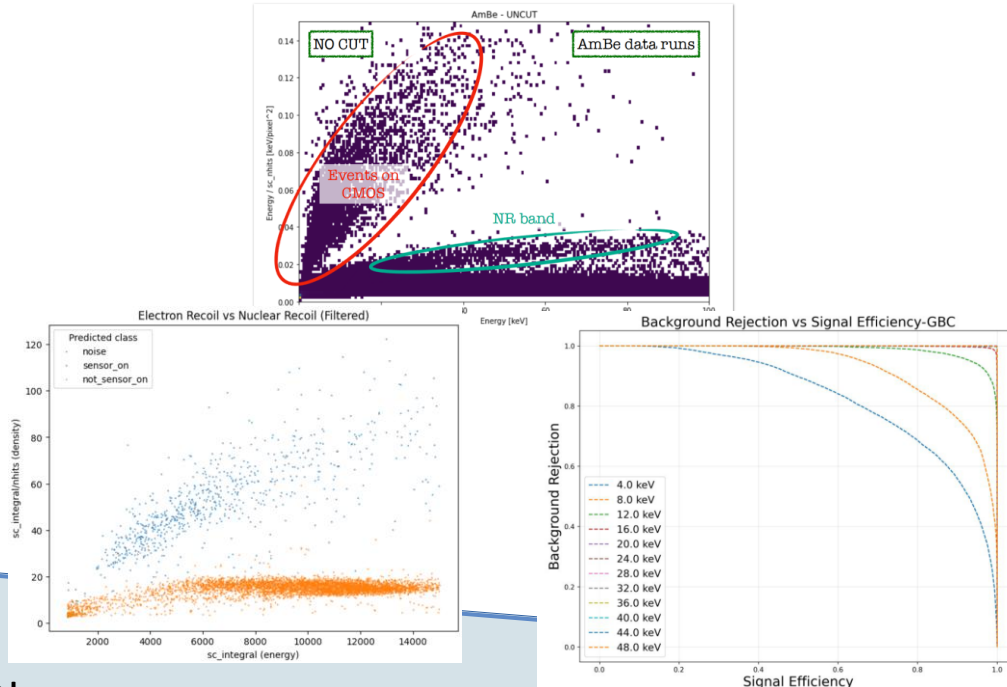 AmBe - UNCUT
NO CUT
AmBe data runs
Events on
CMOS
NR band
Energy / sc_nhits [keV/pixel^2]
0.14
0.12
0.10
0.08
0.06
0.04
0.02
0.00
0
60
80
100
Energy [keV]
Electron Recoil vs Nuclear Recoil (Filtered)
Predicted class
noise
sensor_on
not_sensor_on
sc_integral/nhits (density)
120
100
80
60
40
20
0
2000 4000 6000 8000 10000 12000 14000
sc_integral (energy)
Background Rejection vs Signal Efficiency-GBC
Background Rejection
1.0
0.8
0.6
0.4
0.2
0.0
4.0 keV
8.0 keV
12.0 keV
16.0 keV
20.0 keV
24.0 keV
28.0 keV
32.0 keV
36.0 keV
40.0 keV
44.0 keV
48.0 keV
0.0 0.2 0.4 0.6 0.8 1.0
Signal Efficiency